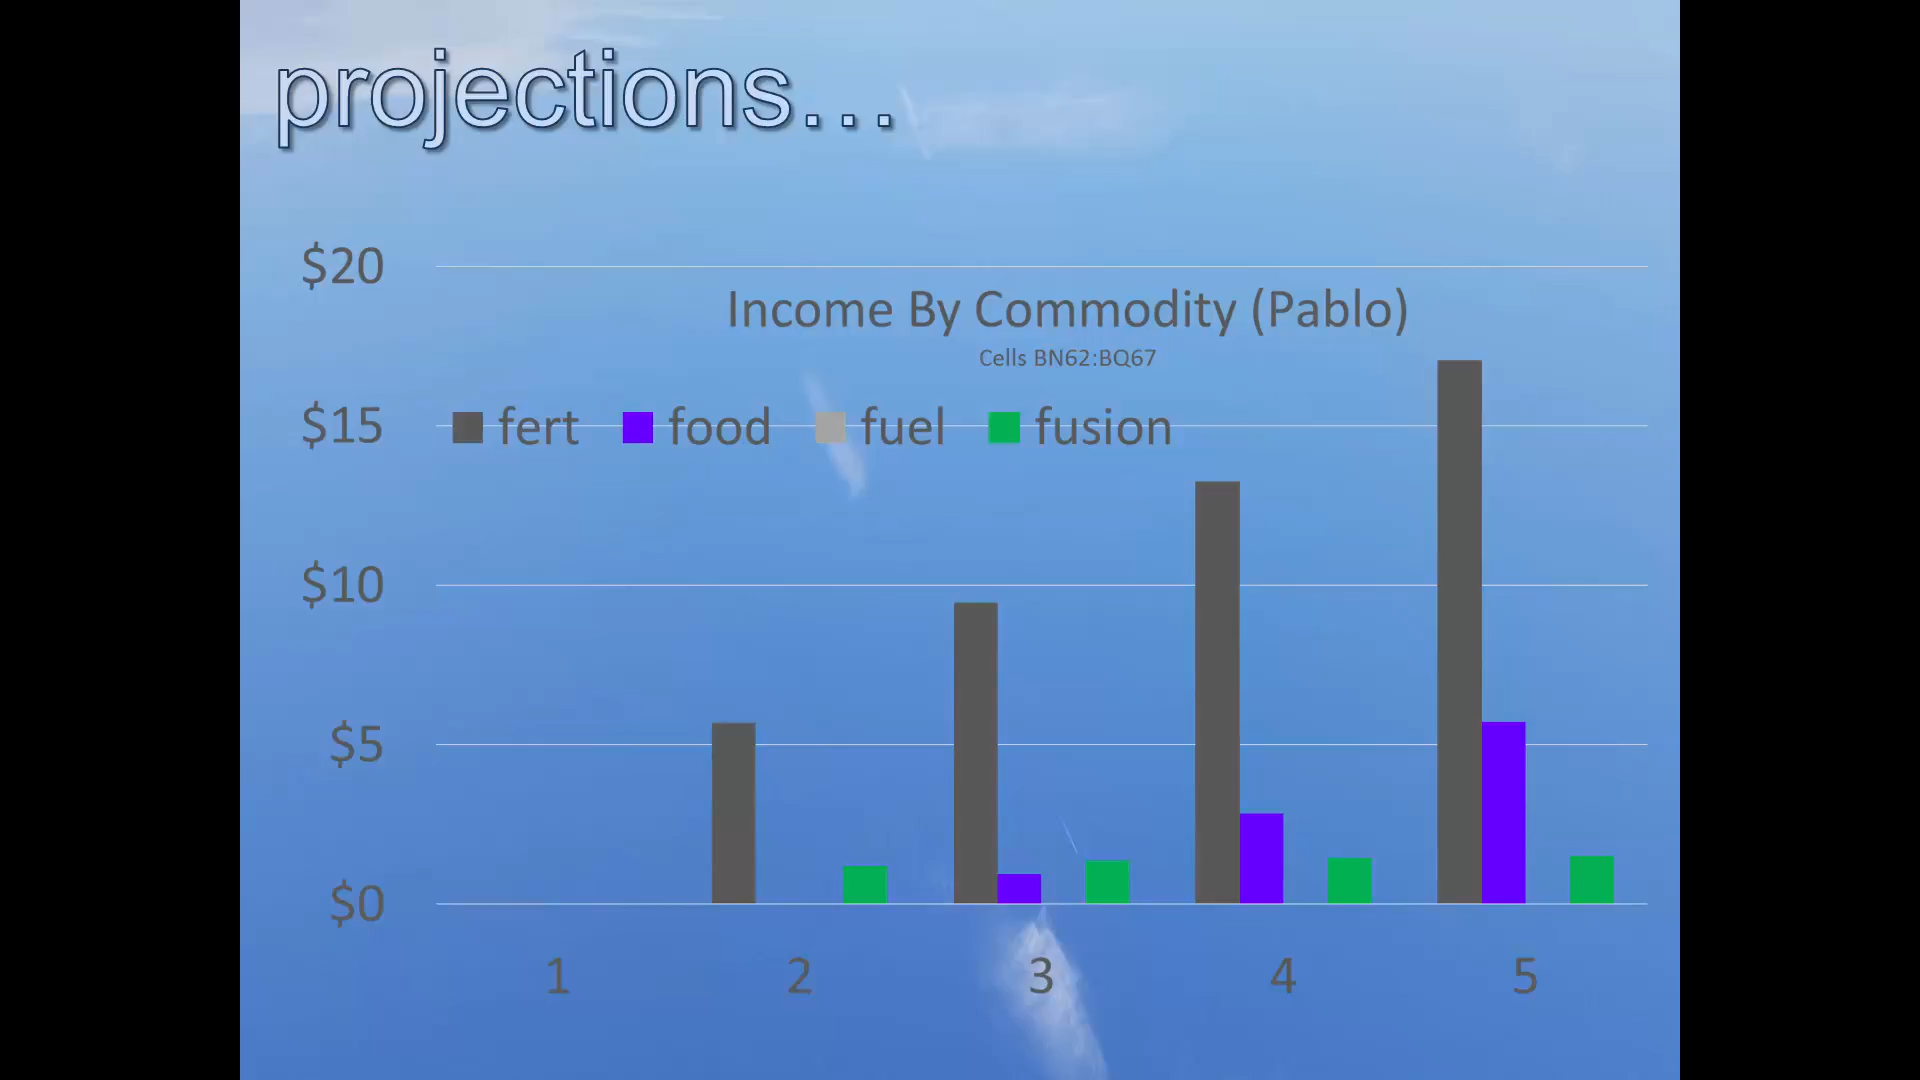 projections...
$20
Income By Commodity (Pablo)
Cells BN62:BQ67
$15
fert food fuel fusion
$10
$5
$0
1 2 3 4 5